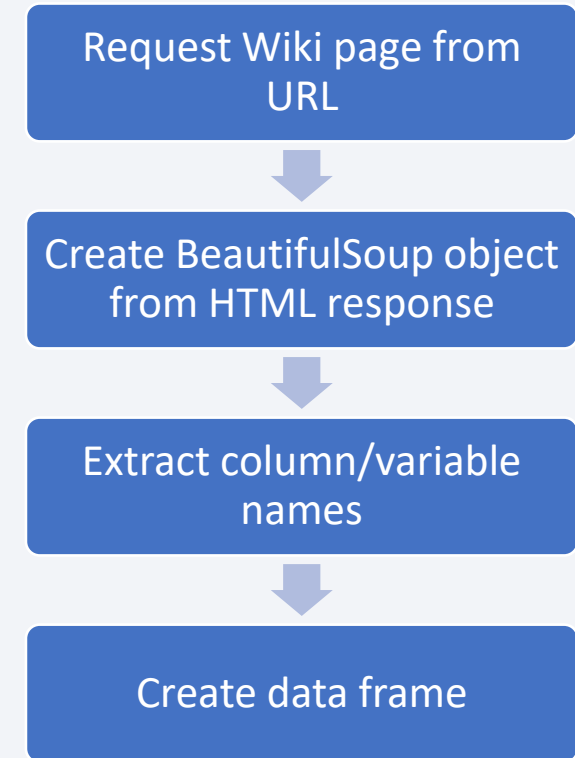 Request Wiki page from
URL
Create BeautifulSoup object
from HTML response
Extract column/variable
names
Create data frame